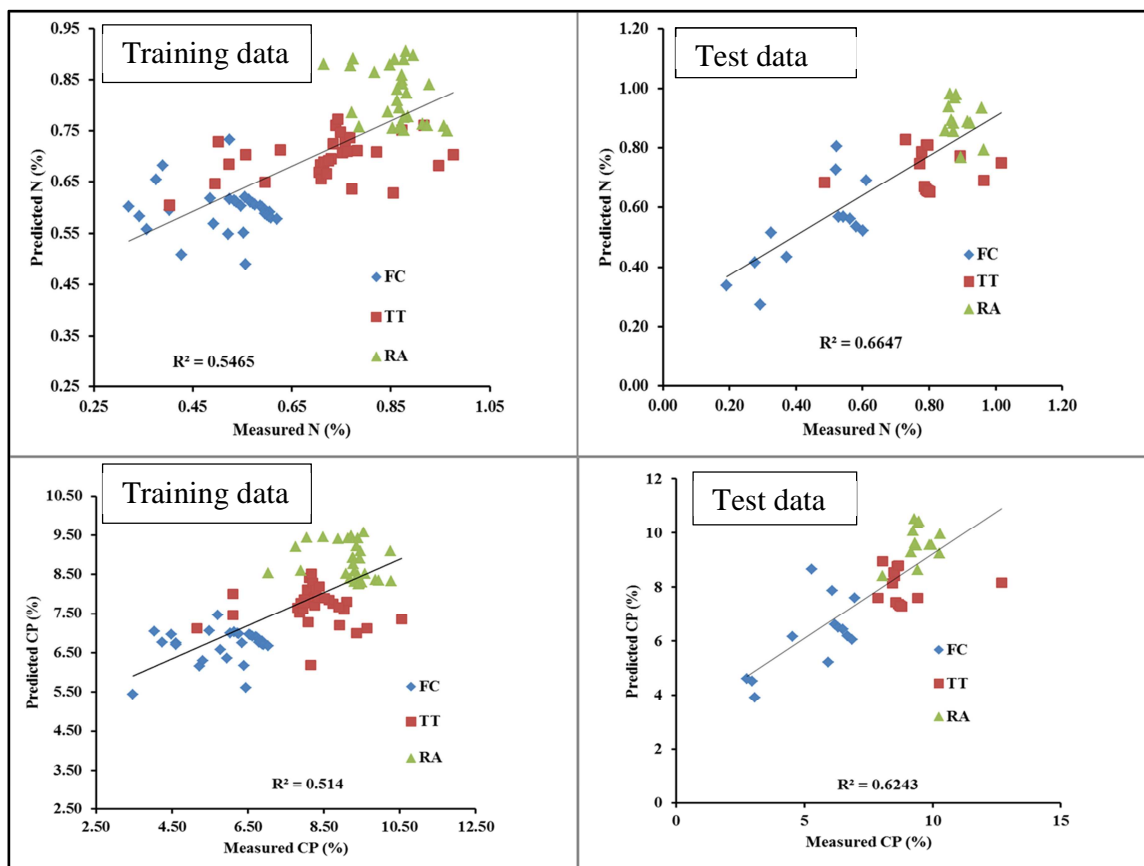 Training data
0.95
0.85
0.75
0.65
0.55
0.45
0.35
0.25
Predicted N (%)
FC
TT
RA
R² = 0.5465
0.25 0.45 0.65 0.85 1.05
Measured N (%)
Test data
1.20
1.00
0.80
0.60
0.40
0.20
0.00
Predicted N (%)
FC
TT
RA
R² = 0.6647
0.00 0.20 0.40 0.60 0.80 1.00 1.20
Measured N (%)
Training data
10.50
9.50
8.50
7.50
6.50
5.50
4.50
3.50
2.50
Predicted CP (%)
FC
TT
RA
R² = 0.514
2.50 4.50 6.50 8.50 10.50 12.50
Measured CP (%)
Test data
12
10
8
6
4
2
0
Predicted CP (%)
FC
TT
RA
R² = 0.6243
0 5 10 15
Measured CP (%)